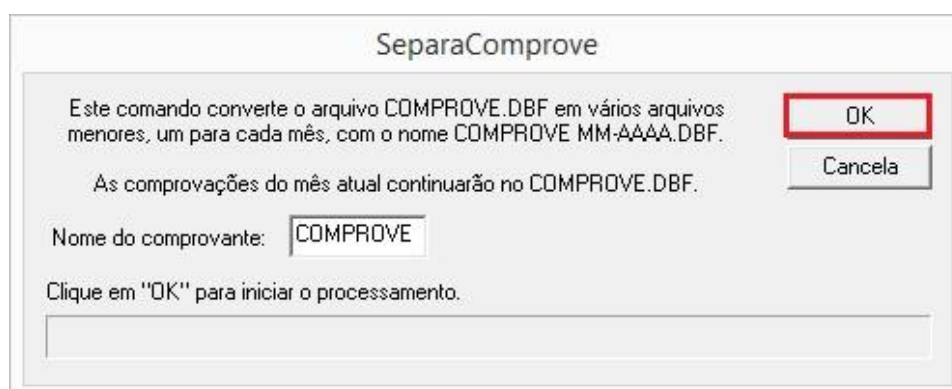 SeparaComprove
Este comando converte o arquivo COMPROVE.DBF em vários arquivos
menores, um para cada mês, com o nome COMPROVE MM-AAAA.DBF.
OK
Cancela
As comprovações do mês atual continuarão no COMPROVE.DBF.
Nome do comprovante: COMPROVE
Clique em "OK" para iniciar o processamento.